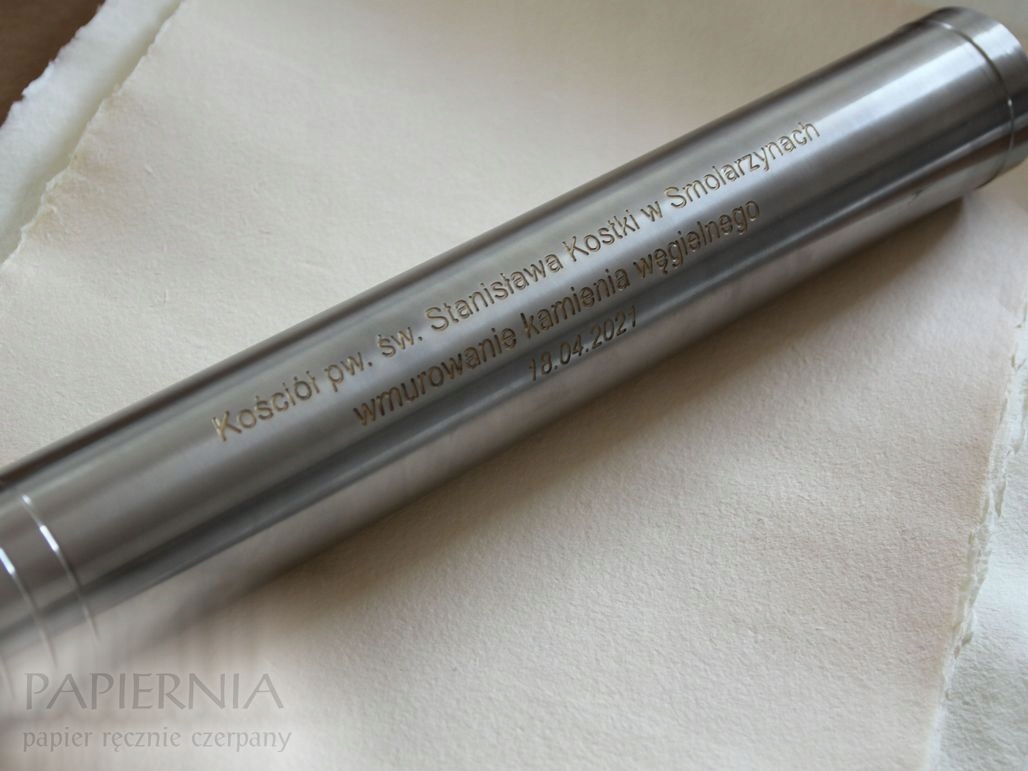 Kościół pw. św. Stanisława Kostki w Smolarzynach
wmurowanie kamienia węgielnego
18.04.2021
PAPIERNIA
papier ręcznie czerpany